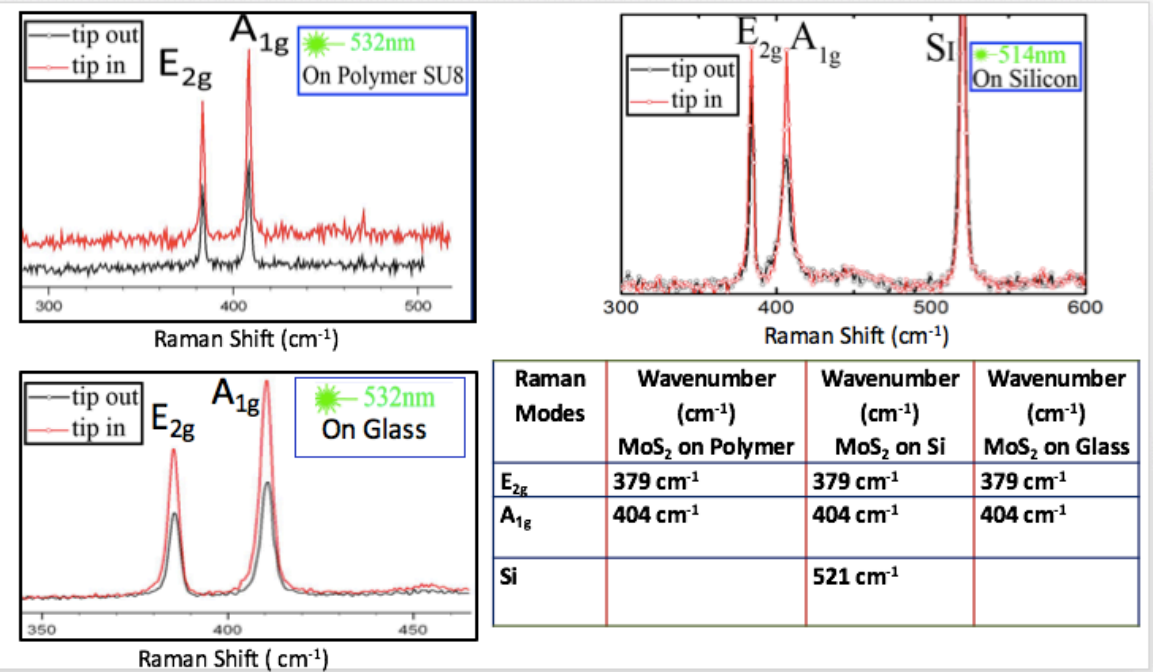 tip out
tip in
E2g
A1g
532nm
On Polymer SU8
300 400 500
Raman Shift (cm-1)
tip out
tip in
E2g A1g
SI
514nm
On Silicon
300 400 500 600
Raman Shift (cm-1)
tip out
tip in
E2g
A1g
532nm
On Glass
350 400 450
Raman Shift ( cm-1)
Raman Modes Wavenumber (cm-1) MoS2 on Polymer Wavenumber (cm-1) MoS2 on Si Wavenumber (cm-1) MoS2 on Glass
E2g 379 cm-1 379 cm-1 379 cm-1
A1g 404 cm-1 404 cm-1 404 cm-1
Si 521 cm-1